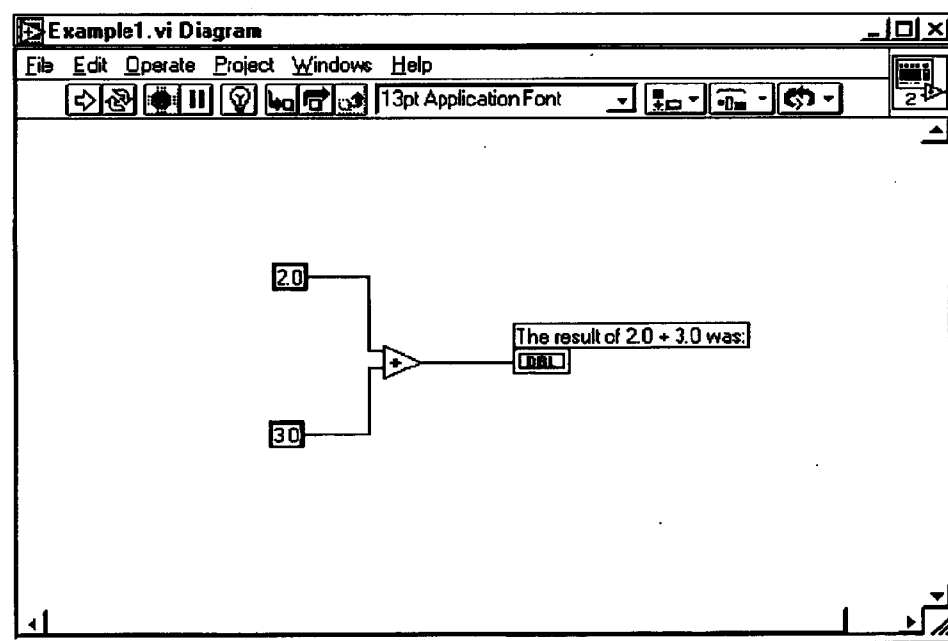 Example1.vi Diagram
File Edit Operate Project Windows Help
13pt Application Font
2
2.0
The result of 2.0 + 3.0 was:
+
DBL
3.0